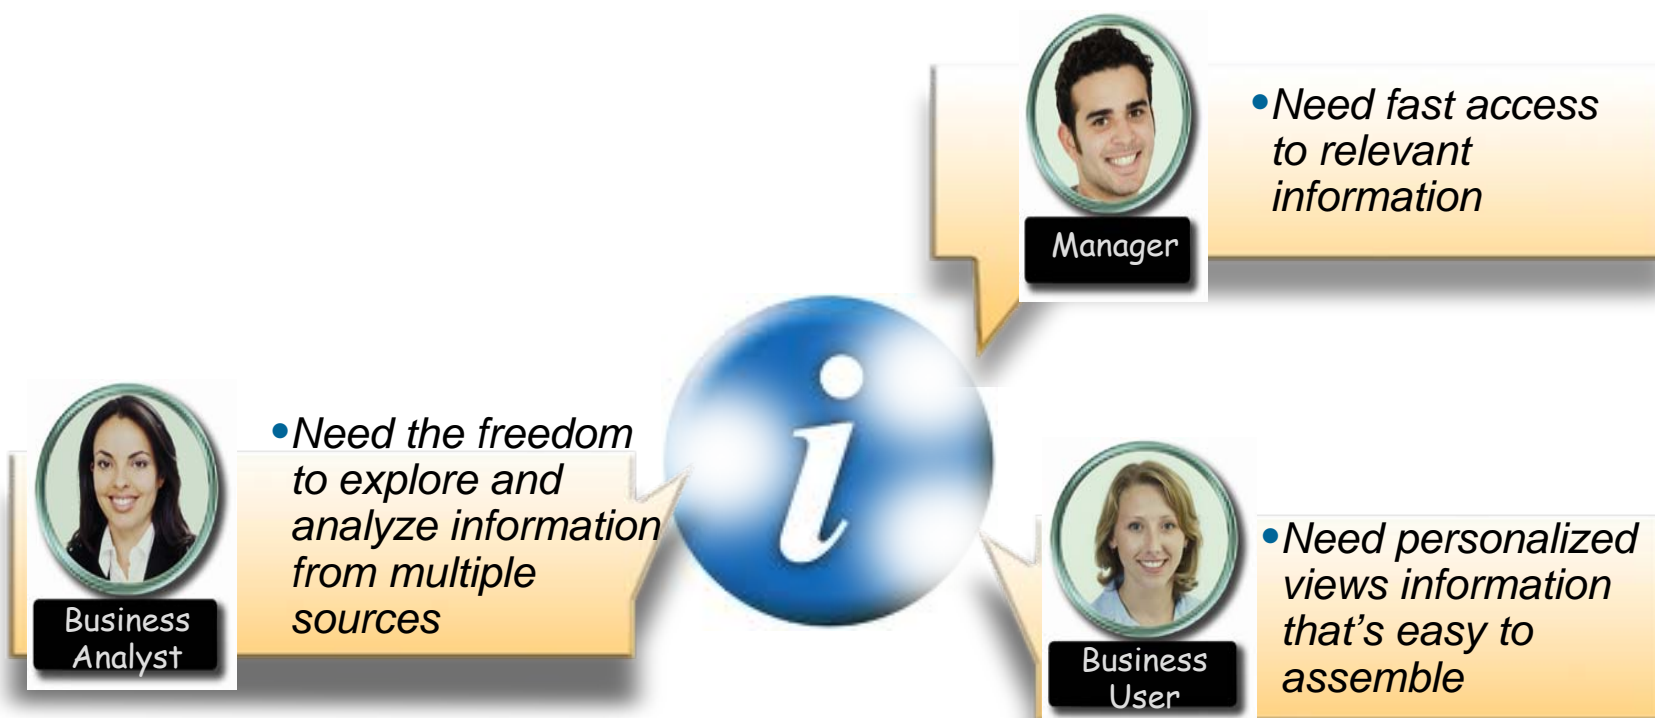 •Need fast access
to relevant
information
Manager
i
•Need the freedom
to explore and
analyze information
from multiple
sources
Business
Analyst
•Need personalized
views information
that’s easy to
assemble
Business
User